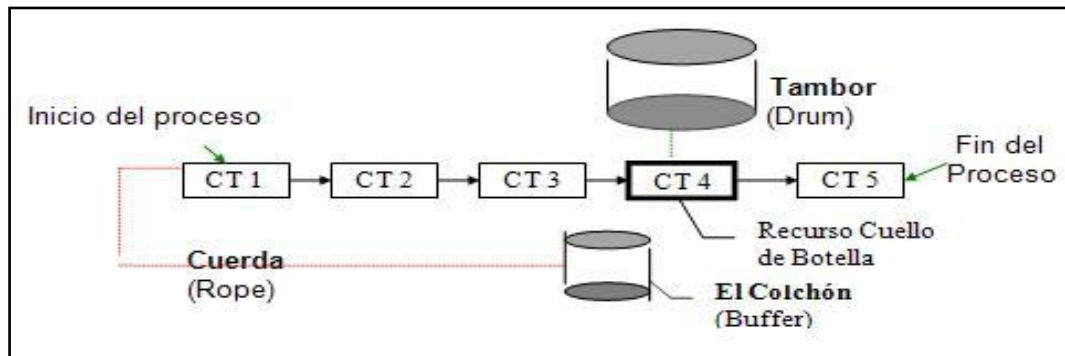 Tambor
(Drum)
Inicio del proceso
Fin del
Proceso
CT 1
CT 2
CT 3
CT 4
CT 5
Recurso Cuello
de Botella
Cuerda
(Rope)
El Colchón
(Buffer)